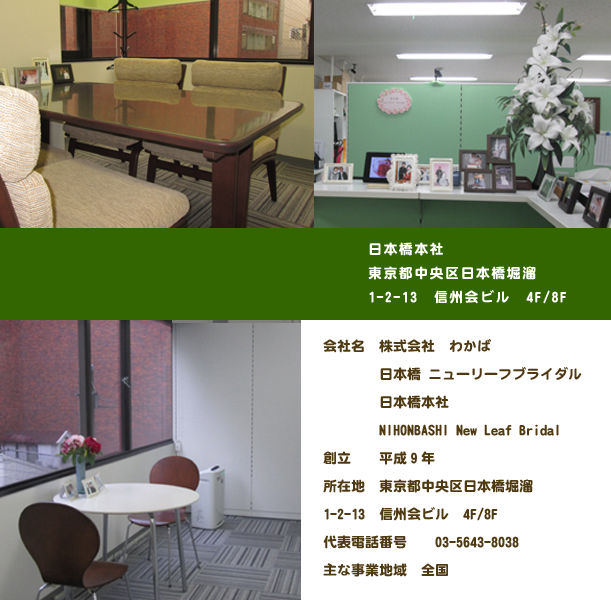 日本橋本社
東京都中央区日本橋堀溜
1-2-13　信州会ビル　4F/8F
会社名　株式会社　わかば
日本橋 ニューリーフブライダル
日本橋本社
NIHONBASHI New Leaf Bridal
創立　平成9年
所在地　東京都中央区日本橋堀溜
1-2-13　信州会ビル　4F/8F
代表電話番号　03-5643-8038
主な事業地域　全国